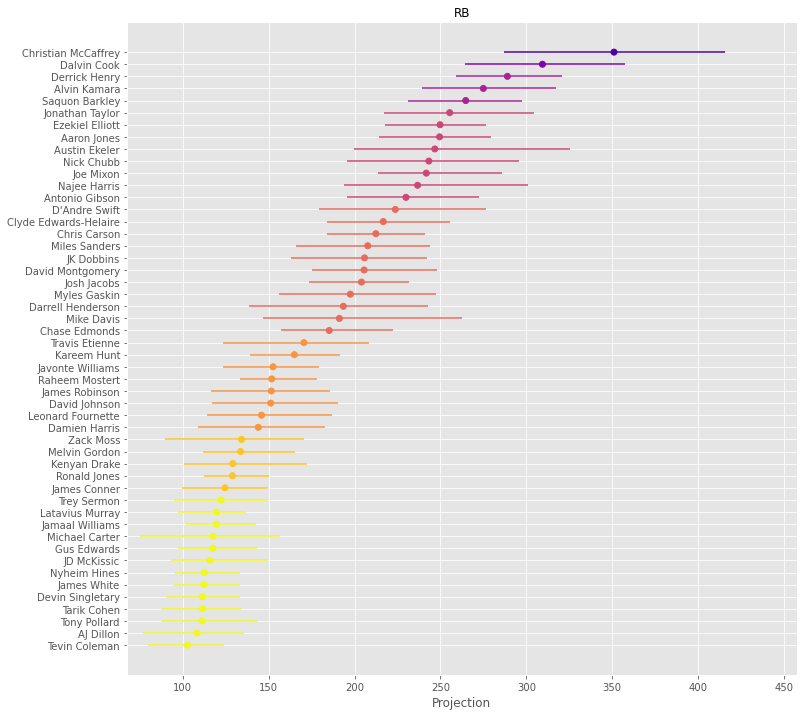 RB
Christian McCaffrey
Dalvin Cook
Derrick Henry
Alvin Kamara
Saquon Barkley
Jonathan Taylor
Ezekiel Elliott
Aaron Jones
Austin Ekeler
Nick Chubb
Joe Mixon
Najee Harris
Antonio Gibson
D'Andre Swift
Clyde Edwards-Helaire
Chris Carson
Miles Sanders
JK Dobbins
David Montgomery
Josh Jacobs
Myles Gaskin
Darrell Henderson
Mike Davis
Chase Edmonds
Travis Etienne
Kareem Hunt
Javonte Williams
Raheem Mostert
James Robinson
David Johnson
Leonard Fournette
Damien Harris
Zack Moss
Melvin Gordon
Kenyan Drake
Ronald Jones
James Conner
Trey Sermon
Latavius Murray
Jamaal Williams
Michael Carter
Gus Edwards
JD McKissic
Nyheim Hines
James White
Devin Singletary
Tarik Cohen
Tony Pollard
AJ Dillon
Tevin Coleman
100 150 200 250 300 350 400 450
Projection